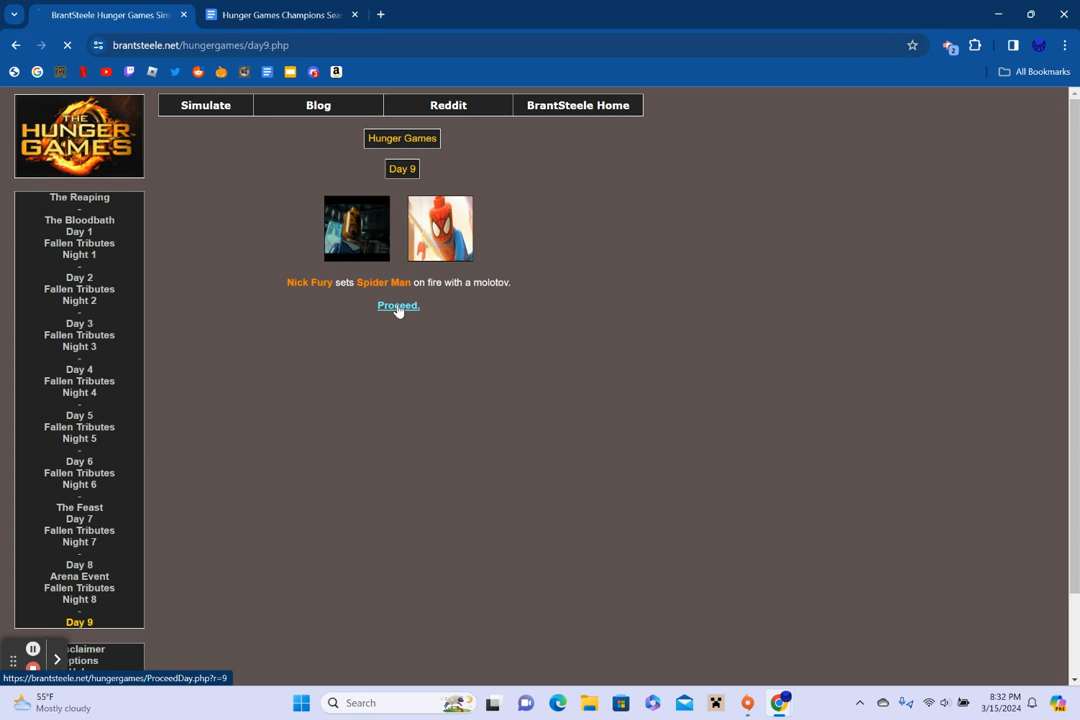 BrantSteele Hunger Games Sim
Hunger Games Champions Sea
brantsteele.net/hungergames/day9.php
2
All Bookmarks
THE HUNGER GAMES
Simulate
Blog
Reddit
BrantSteele Home
Hunger Games
Day 9
Nick Fury sets Spider Man on fire with a molotov.
Proceed.
The Reaping
-
The Bloodbath
Day 1
Fallen Tributes
Night 1
-
Day 2
Fallen Tributes
Night 2
-
Day 3
Fallen Tributes
Night 3
-
Day 4
Fallen Tributes
Night 4
-
Day 5
Fallen Tributes
Night 5
-
Day 6
Fallen Tributes
Night 6
-
The Feast
Day 7
Fallen Tributes
Night 7
-
Day 8
Arena Event
Fallen Tributes
Night 8
-
Day 9
sclaimer
ptions
https://brantsteele.net/hungergames/ProceedDay.php?r=9
55°F
Mostly cloudy
Search
8:32 PM
3/15/2024